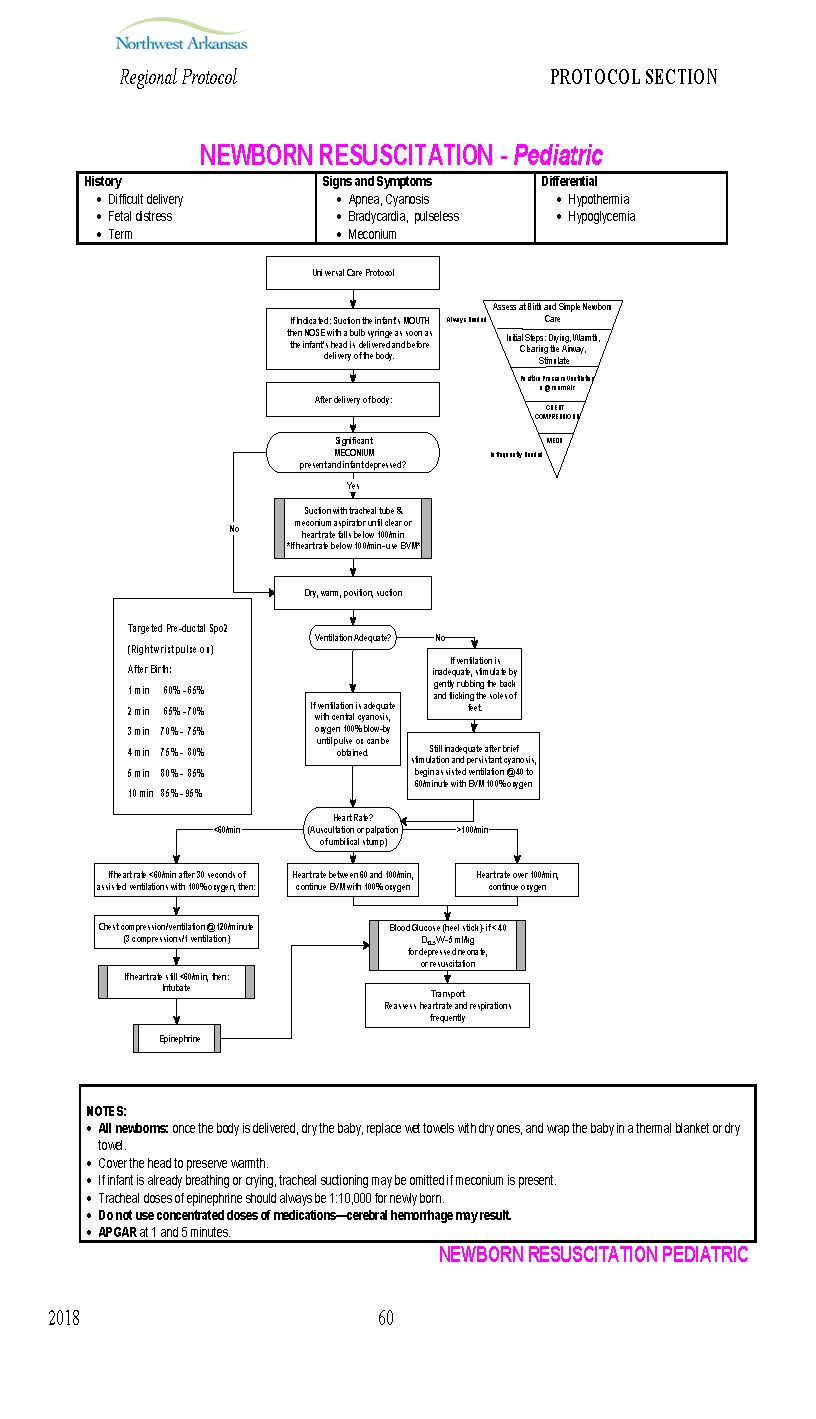 Northwest Arkansas
Regional Protocol
PROTOCOL SECTION
NEWBORN RESUSCITATION - Pediatric
History
• Difficult delivery
• Fetal distress
• Term
Signs and Symptoms
• Apnea, Cyanosis
• Bradycardia, pulseless
• Meconium
Differential
• Hypothermia
• Hypoglycemia
Universal Care Protocol
If Indicated: Suction the infant's MOUTH
then NOSE with a bulb syringe as soon as
the infant's head is delivered and before
delivery of the body.
Always Needed
Assess at Birth and Simple Newborn
Care
Initial Steps: Drying, Warmth,
Clearing the Airway,
Stimulate
Positive Pressure Ventilation
s @ room Air
CHEST
COMPRESSIONS
MEDS
Infrequently Needed
After delivery of body:
Significant
MECONIUM
present and infant depressed?
Yes
No
Suction with tracheal tube &
meconium aspirator until clear or
heart rate falls below 100/min
*If heart rate below 100/min-use BVM*
Dry, warm, position, suction
Ventilation Adequate?
No
If ventilation is
inadequate, stimulate by
gently rubbing the back
and flicking the soles of
feet.
If ventilation is adequate
with central cyanosis,
oxygen 100% blow-by
until pulse ox can be
obtained.
Still inadequate after brief
stimulation and persistant cyanosis,
begin assisted ventilation @ 40 to
60/minute with BVM 100% oxygen
Targeted Pre-ductal Spo2
(Right wrist pulse ox)
After Birth:
1 min 60% -65%
2 min 65% -70%
3 min 70% - 75%
4 min 75% - 80%
5 min 80% - 85%
10 min 85% - 95%
Heart Rate?
(Auscultation or palpation
of umbilical stump)
<60/min
>100/min
If heart rate <60/min after 30 seconds of
assisted ventilations with 100% oxygen, then:
Heart rate between 60 and 100/min,
continue BVM with 100% oxygen
Heart rate over 100/min,
continue oxygen
Chest compression/ventilation @ 120/minute
(3 compressions/1 ventilation)
If heart rate still <60/min, then:
Intubate
Epinephrine
Blood Glucose (heel stick)- if < 40
D12.5W-5 ml/kg
for depressed neonate,
or resuscitation
Transport
Reassess heart rate and respirations
frequently
NOTES:
• All newborns: once the body is delivered, dry the baby, replace wet towels with dry ones, and wrap the baby in a thermal blanket or dry
towel.
• Cover the head to preserve warmth.
• If infant is already breathing or crying, tracheal suctioning may be omitted if meconium is present.
• Tracheal doses of epinephrine should always be 1:10,000 for newly born.
• Do not use concentrated doses of medications—cerebral hemorrhage may result.
• APGAR at 1 and 5 minutes.
NEWBORN RESUSCITATION PEDIATRIC
2018
60